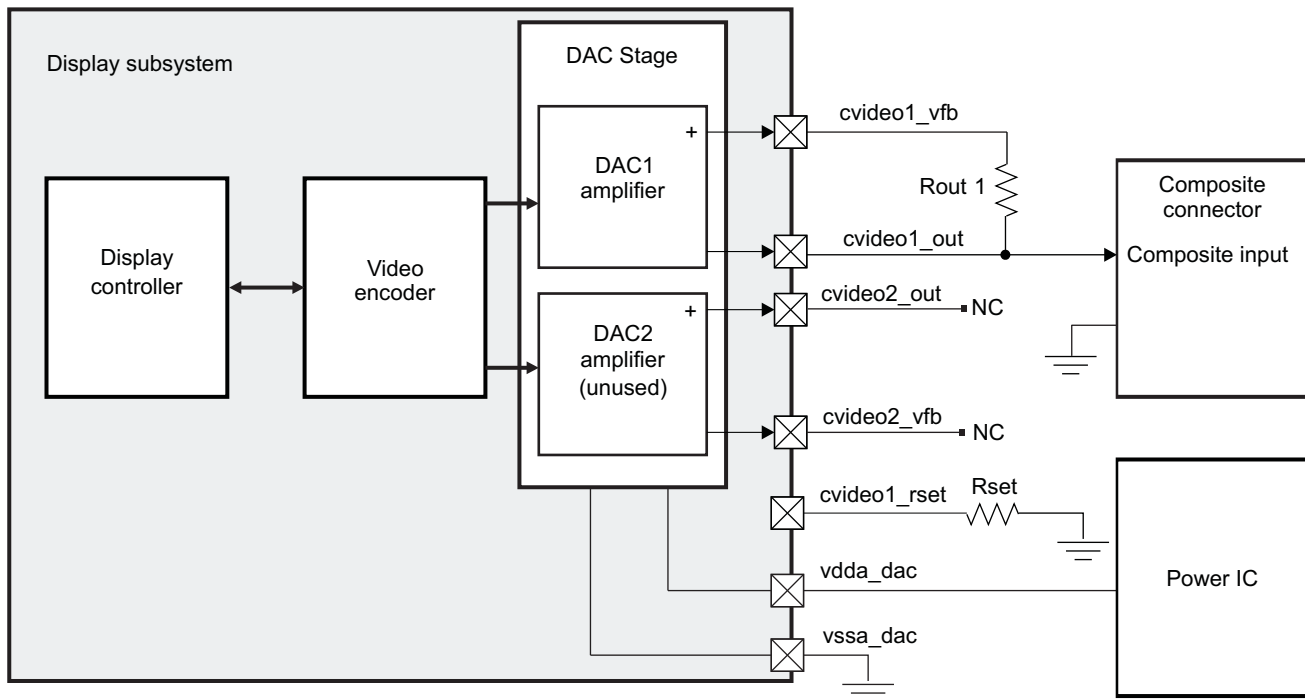 Display subsystem
DAC Stage
Display
controller
Video
encoder
+
DAC1
amplifier
+
DAC2
amplifier
(unused)
cvideo1_vfb
Rout 1
cvideo1_out
cvideo2_out
NC
cvideo2_vfb
NC
cvideo1_rset
Rset
vdda_dac
vssa_dac
Composite
connector
Composite input
Power IC